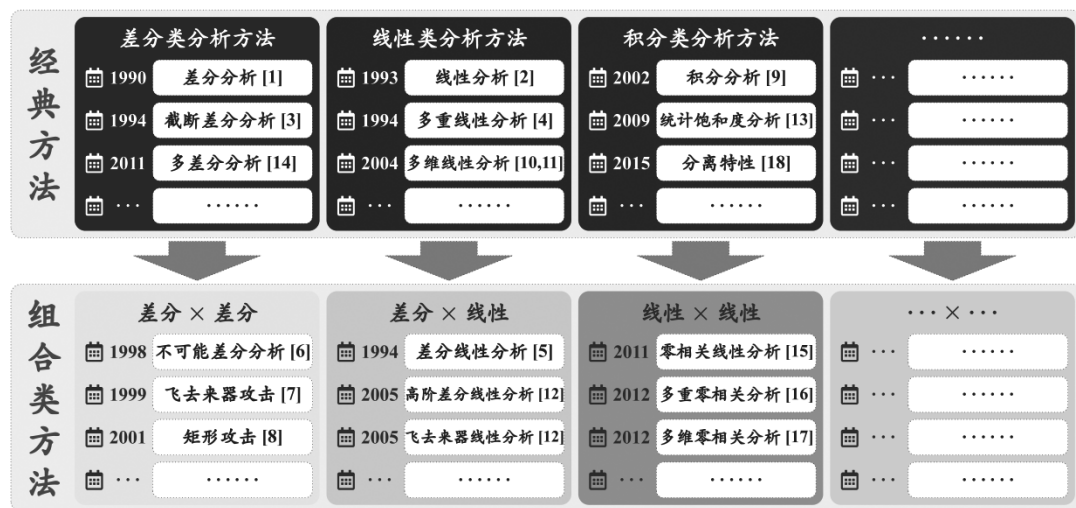 经典方法
差分类分析方法
1990 差分分析 [1]
1994 截断差分分析 [3]
2011 多差分分析 [14]
··· ······
线性类分析方法
1993 线性分析 [2]
1994 多重线性分析 [4]
2004 多维线性分析 [10,11]
··· ······
积分类分析方法
2002 积分分析 [9]
2009 统计饱和度分析 [13]
2015 分离特性 [18]
··· ······
······
··· ······
··· ······
··· ······
··· ······
组合类方法
差分 × 差分
1998 不可能差分分析 [6]
1999 飞去来器攻击 [7]
2001 矩形攻击 [8]
··· ······
差分 × 线性
1994 差分线性分析 [5]
2005 高阶差分线性分析 [12]
2005 飞去来器线性分析 [12]
··· ······
线性 × 线性
2011 零相关线性分析 [15]
2012 多重零相关分析 [16]
2012 多维零相关分析 [17]
··· ······
··· × ···
··· ······
··· ······
··· ······
··· ······